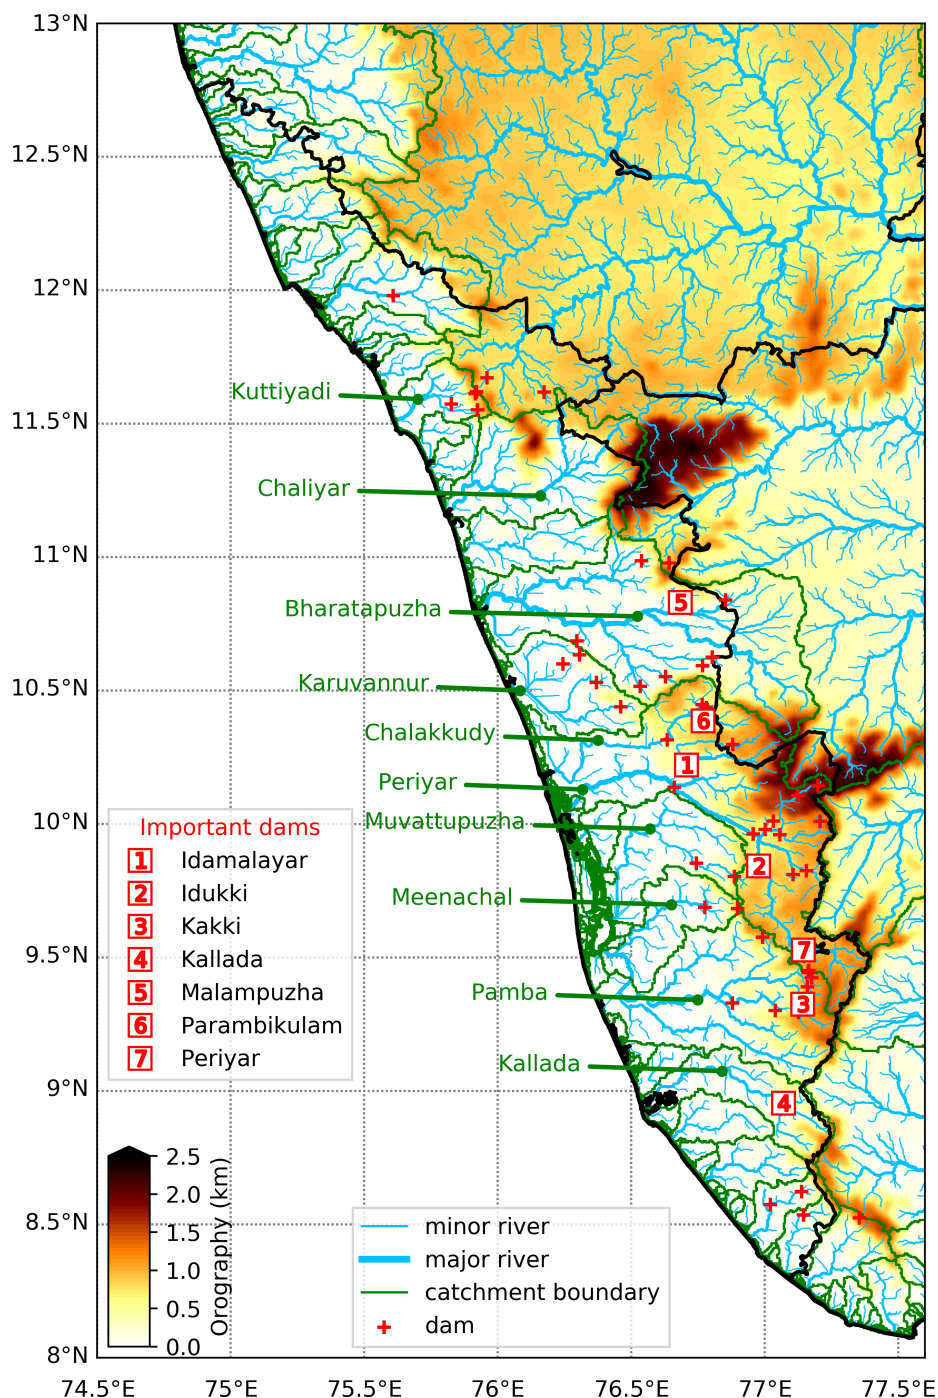 13°N
12.5°N
12°N
11.5°N
11°N
10.5°N
10°N
9.5°N
9°N
8.5°N
8°N
74.5°E
75°E
75.5°E
76°E
76.5°E
77°E
77.5°E
Kuttiyadi
Chaliyar
Bharatapuzha
Karuvannur
Chalakkudy
Periyar
Muvattupuzha
Meenachal
Pamba
Kallada
5
6
1
2
7
3
4
Important dams
1 Idamalayar
2 Idukki
3 Kakki
4 Kallada
5 Malampuzha
6 Parambikulam
7 Periyar
2.5
2.0
1.5
1.0
0.5
0.0
Orography (km)
minor river
major river
catchment boundary
dam